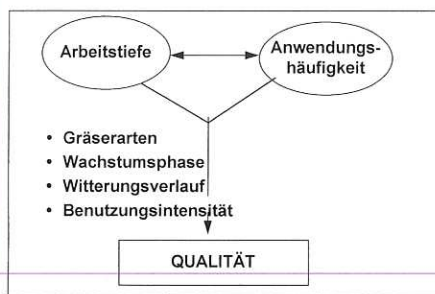 Arbeitstiefe
Anwendungs-
häufigkeit
• Gräserarten
• Wachstumsphase
• Witterungsverlauf
• Benutzungsintensität
QUALITÄT